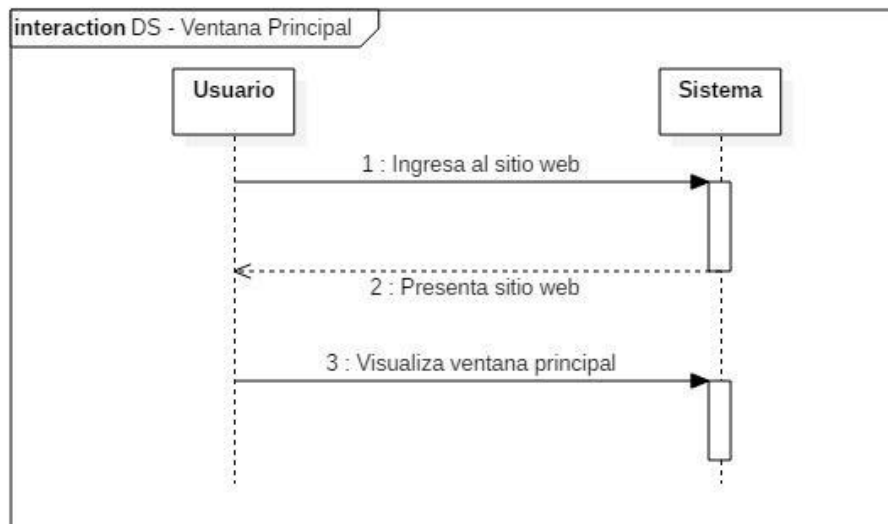 interaction DS - Ventana Principal
Usuario
Sistema
1 : Ingresa al sitio web
2 : Presenta sitio web
3 : Visualiza ventana principal